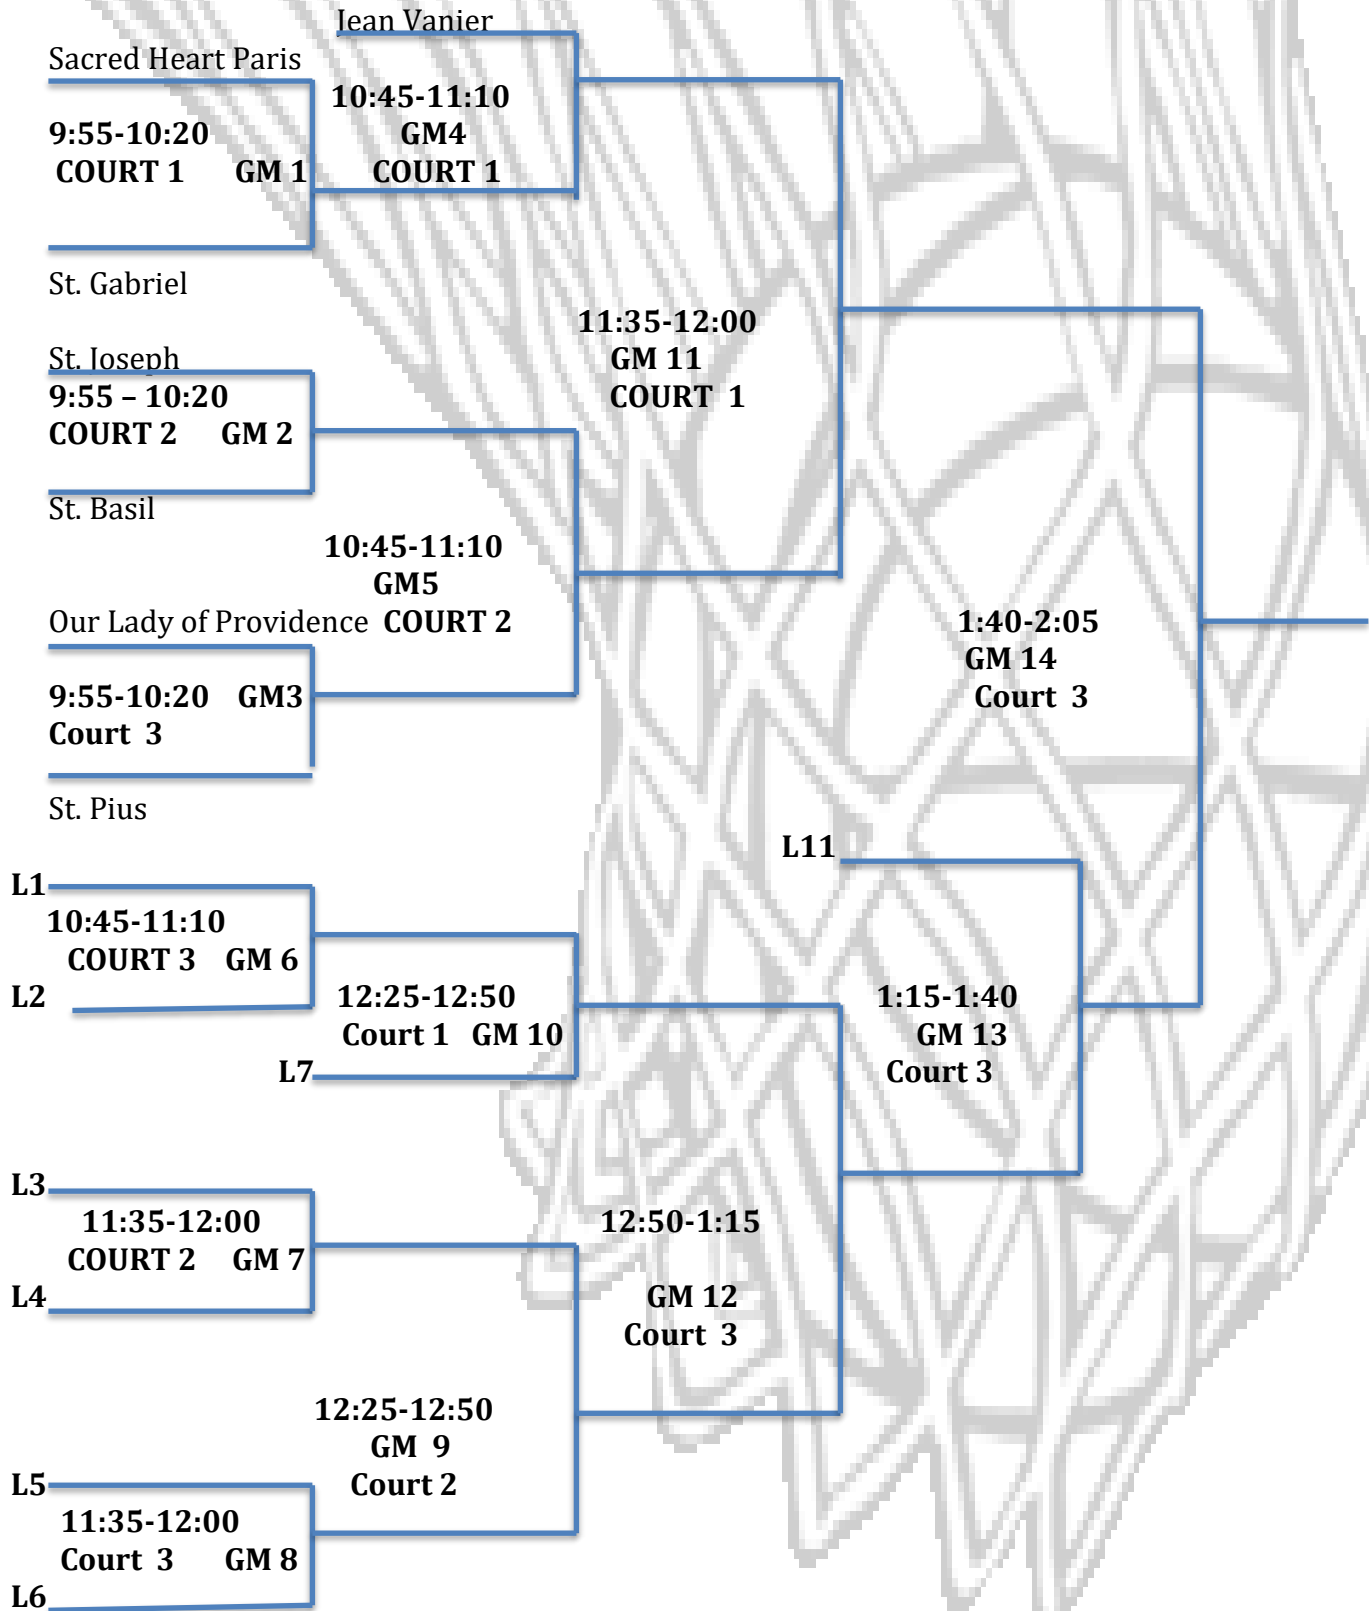 Jean Vanier
Sacred Heart Paris
10:45-11:10
GM4
COURT 1
9:55-10:20
COURT 1 GM 1
St. Gabriel
11:35-12:00
GM 11
COURT 1
St. Joseph
9:55 – 10:20
COURT 2 GM 2
St. Basil
10:45-11:10
GM5
COURT 2
Our Lady of Providence
9:55-10:20 GM3
Court 3
St. Pius
1:40-2:05
GM 14
Court 3
L11
L1
10:45-11:10
COURT 3 GM 6
L2
12:25-12:50
Court 1 GM 10
L7
1:15-1:40
GM 13
Court 3
L3
11:35-12:00
COURT 2 GM 7
L4
12:50-1:15
GM 12
Court 3
12:25-12:50
GM 9
Court 2
L5
11:35-12:00
Court 3 GM 8
L6